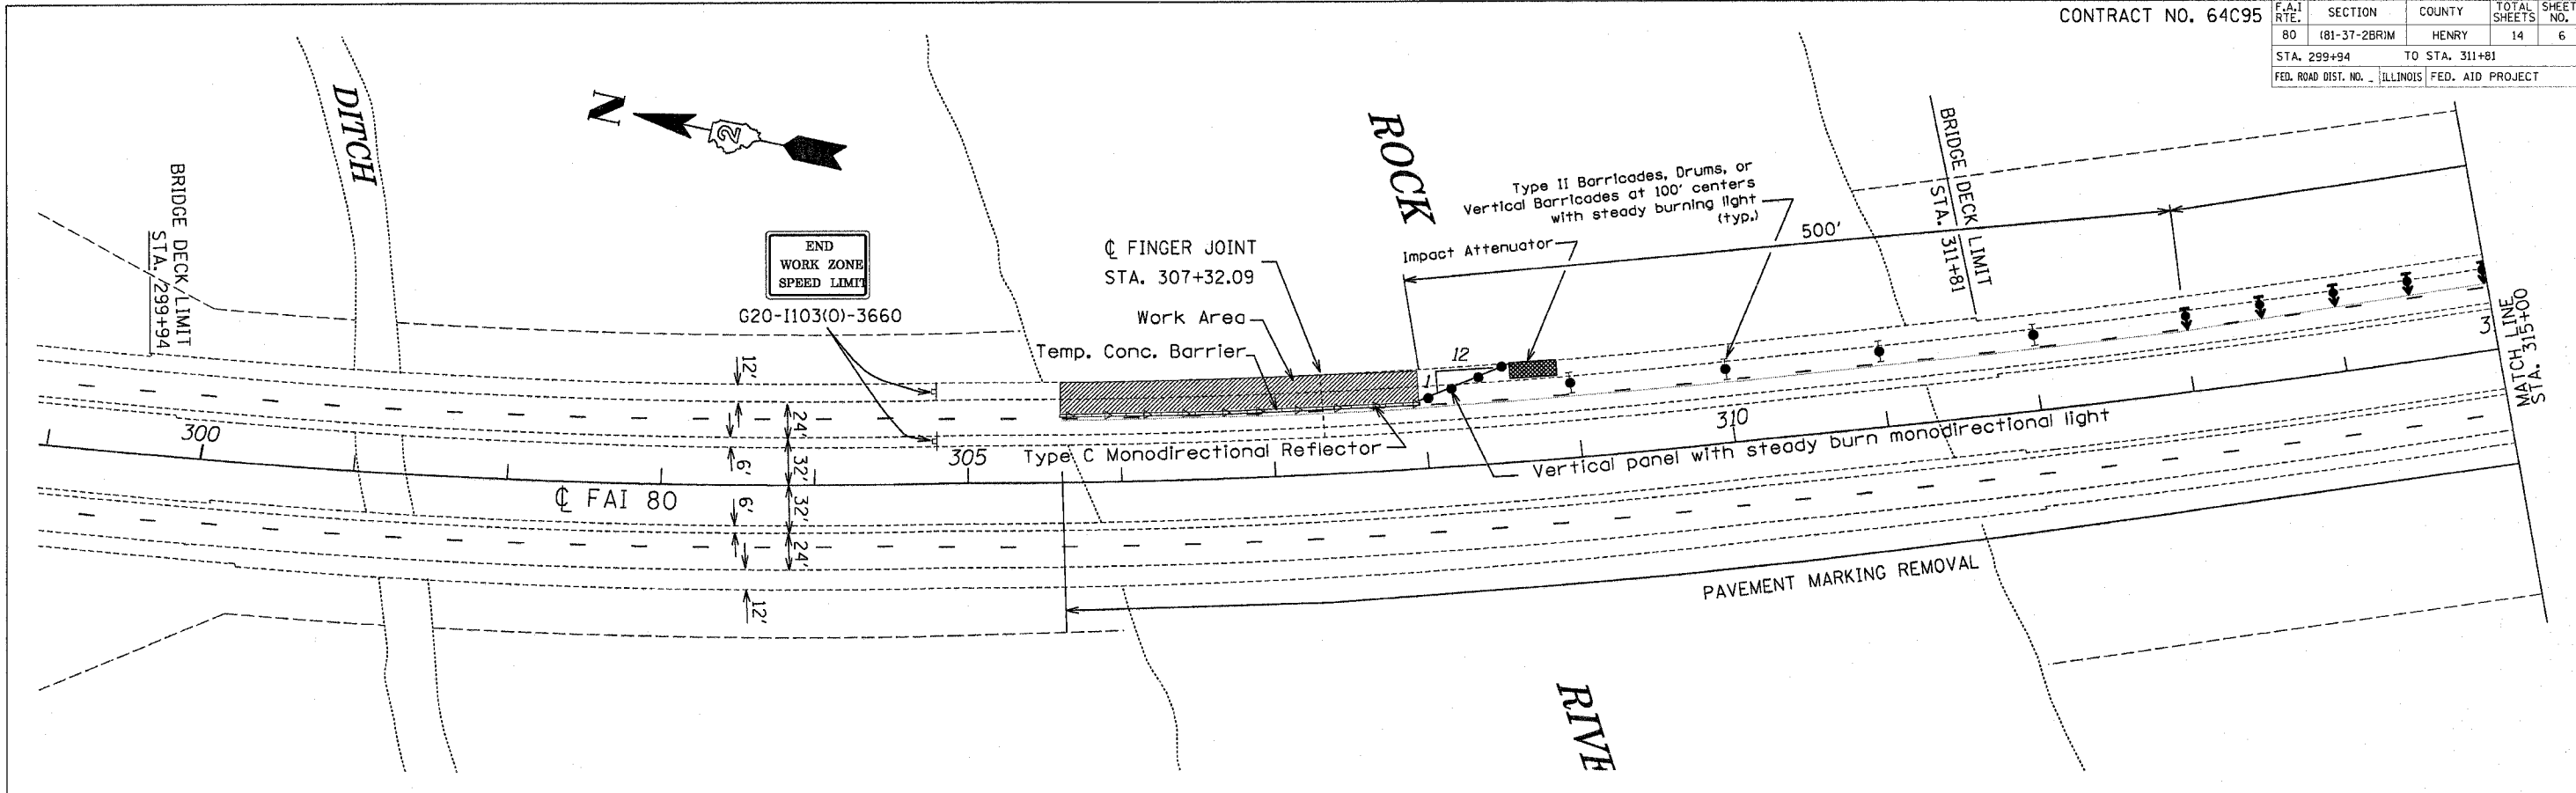 CONTRACT NO. 64C95
F.A.I RTE. SECTION COUNTY TOTAL SHEETS SHEET NO.
80 (81-37-2BR)M HENRY 14 6
STA. 299+94 TO STA. 311+81
FED. ROAD DIST. NO. _ ILLINOIS FED. AID PROJECT
DITCH
BRIDGE DECK LIMIT
STA. 299+94
N
2
END
WORK ZONE
SPEED LIMIT
G20-I103(O)-3660
ROCK
₵ FINGER JOINT
STA. 307+32.09
Work Area
Temp. Conc. Barrier
Impact Attenuator
Type II Barricades, Drums, or
Vertical Barricades at 100' centers
with steady burning light
(typ.)
500'
BRIDGE DECK LIMIT
STA. 311+81
12
1
12'
24'
6'
32'
300
305
310
3
Type C Monodirectional Reflector
Vertical panel with steady burn monodirectional light
MATCH LINE
STA. 315+00
₵ FAI 80
6'
32'
24'
12'
PAVEMENT MARKING REMOVAL
RIVE